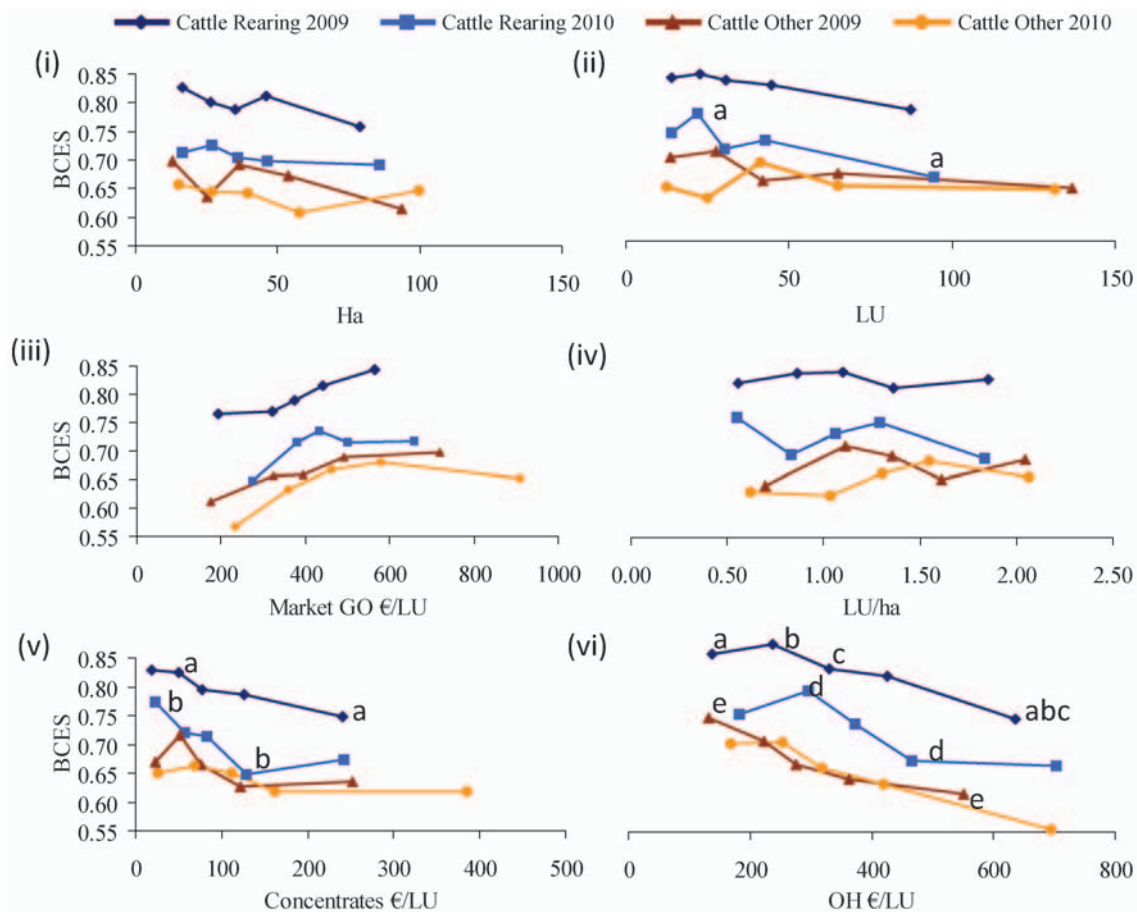 Cattle Rearing 2009 Cattle Rearing 2010 Cattle Other 2009 Cattle Other 2010
(i)
0.85
0.80
0.75
0.70
0.65
0.60
0.55
BCES
0 50 100 150
Ha
(ii)
a
a
0 50 100 150
LU
(iii)
0.85
0.80
0.75
0.70
0.65
0.60
0.55
BCES
0 200 400 600 800 1000
Market GO €/LU
(iv)
0.00 0.50 1.00 1.50 2.00 2.50
LU/ha
(v)
0.85
0.80
0.75
0.70
0.65
0.60
0.55
BCES
a
a
b
b
0 100 200 300 400 500
Concentrates €/LU
(vi)
a b c
abc
d
d
e
e
200 400 600 800
OH €/LU